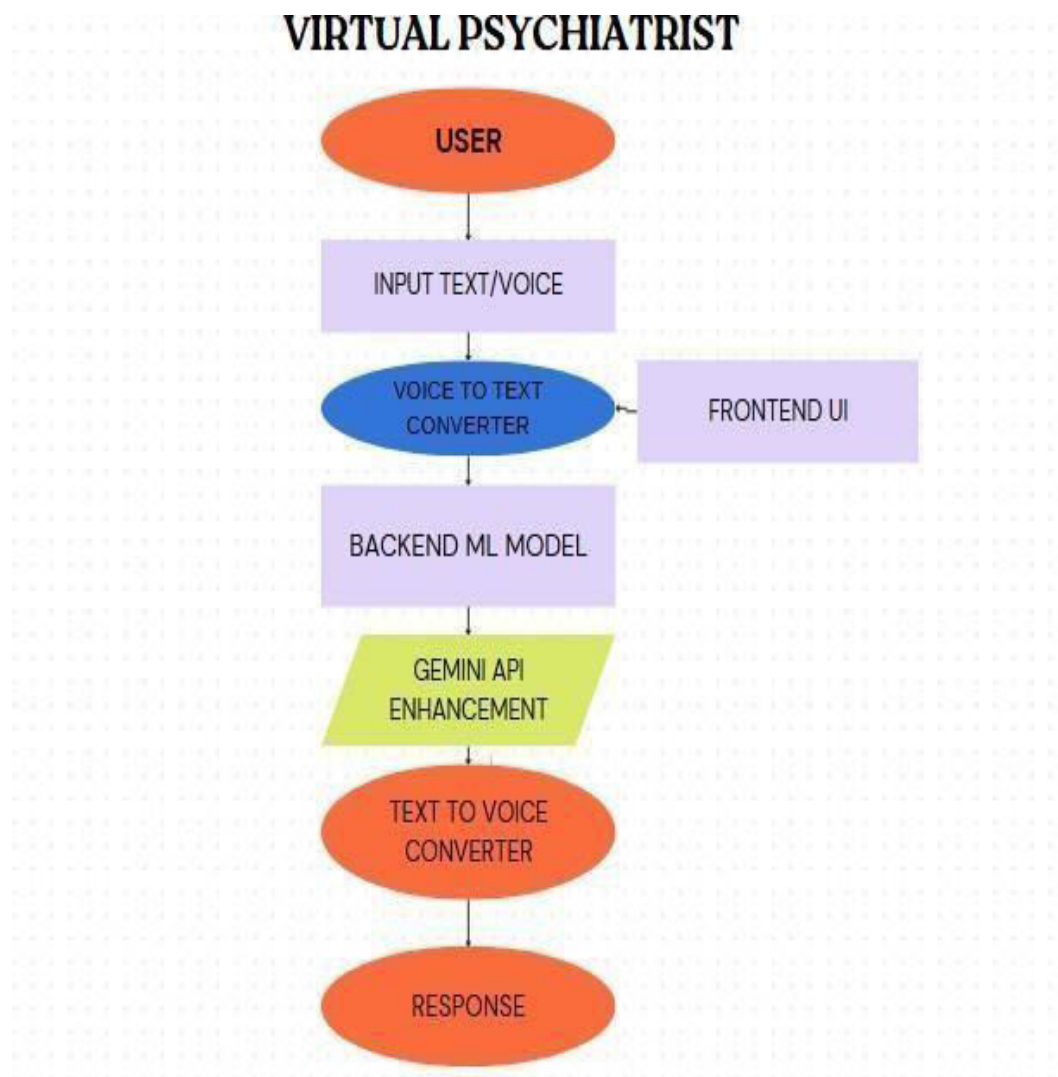 VIRTUAL PSYCHIATRIST
USER
INPUT TEXT/VOICE
VOICE TO TEXT
CONVERTER
FRONTEND UI
BACKEND ML MODEL
GEMINI API
ENHANCEMENT
TEXT TO VOICE
CONVERTER
RESPONSE